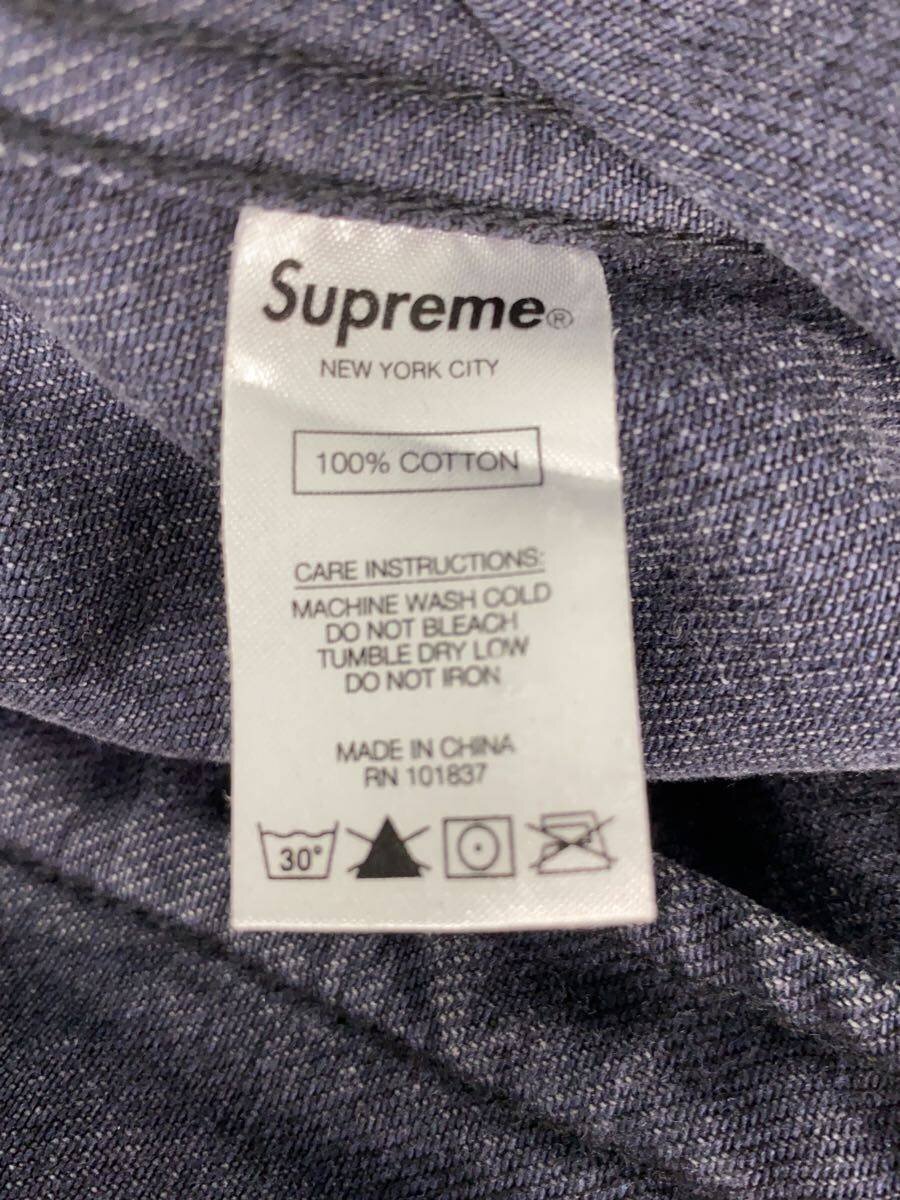 Supreme®
NEW YORK CITY
100% COTTON
CARE INSTRUCTIONS:
MACHINE WASH COLD
DO NOT BLEACH
TUMBLE DRY LOW
DO NOT IRON
MADE IN CHINA
RN 101837
30°